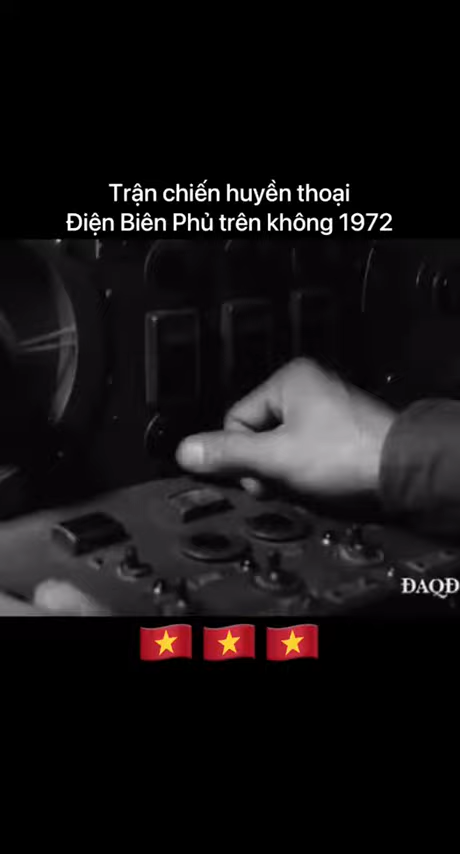 Trận chiến huyền thoại
Điện Biên Phủ trên không 1972
ĐAQĐ